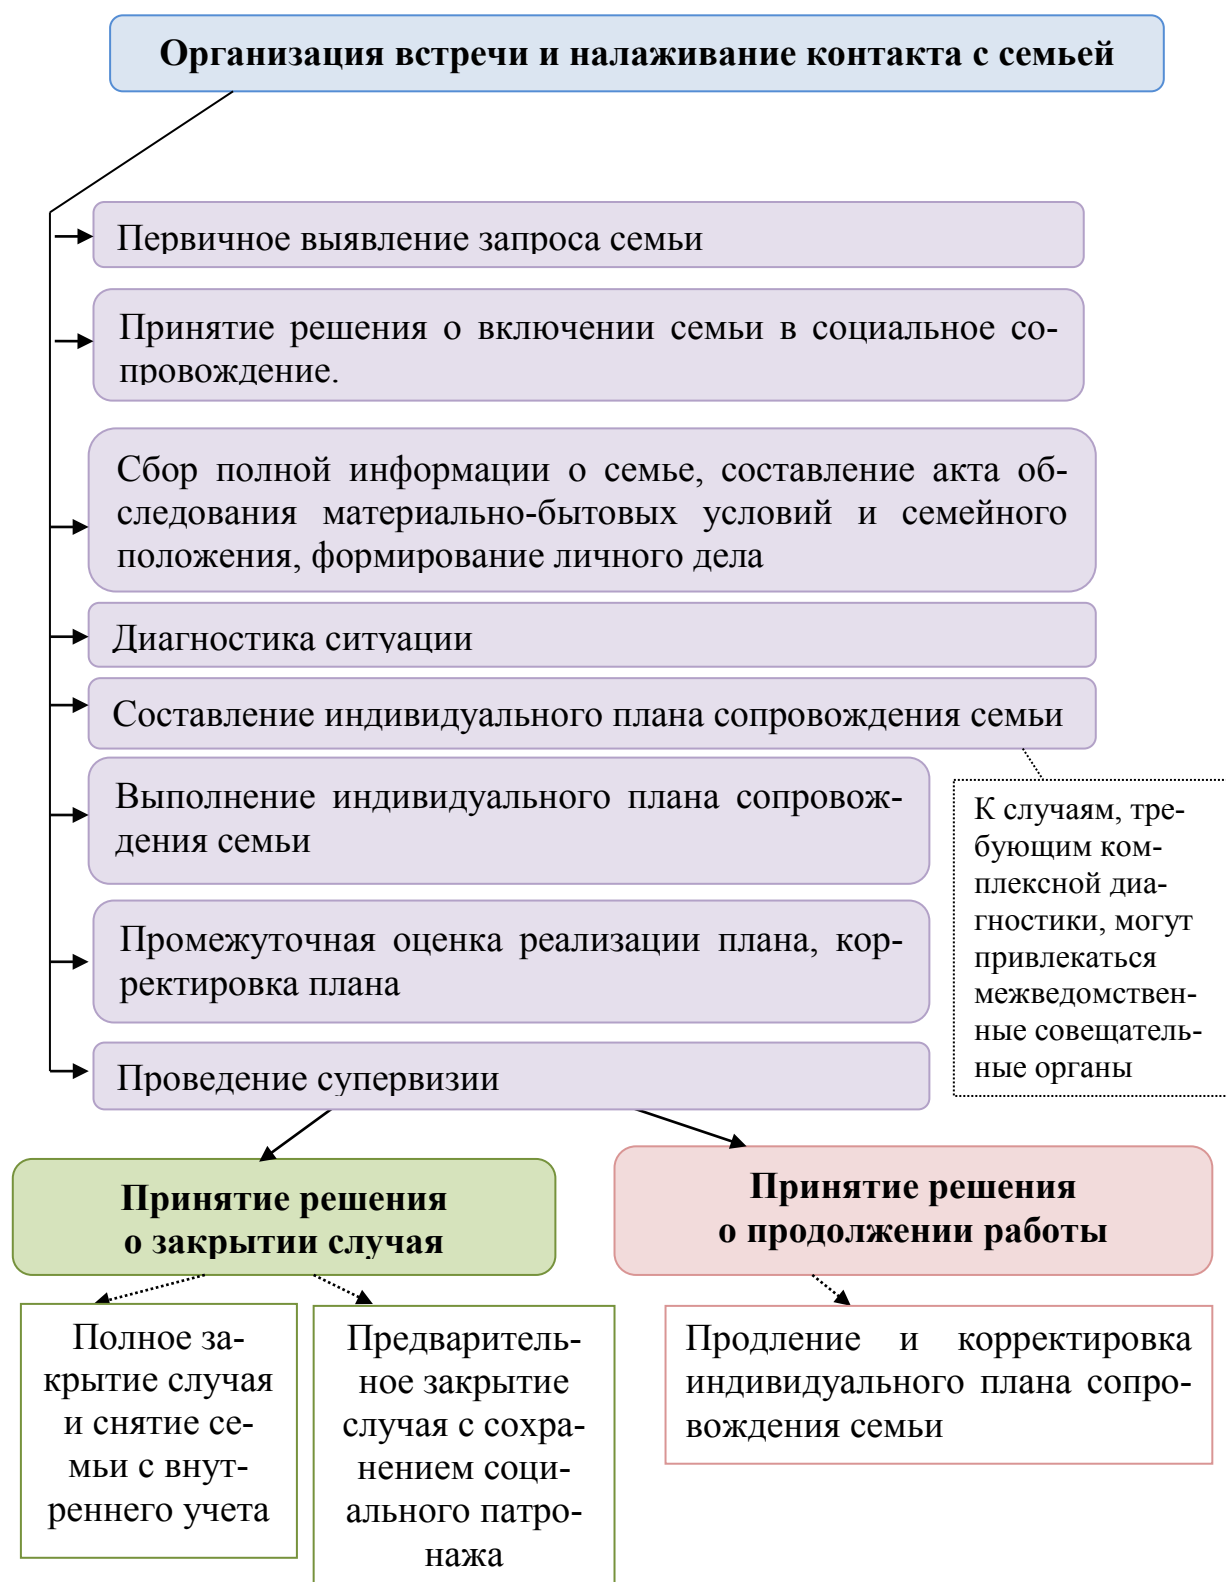 Организация встречи и налаживание контакта с семьей
Первичное выявление запроса семьи
Принятие решения о включении семьи в социальное со-
провождение.
Сбор полной информации о семье, составление акта об-
следования материально-бытовых условий и семейного
положения, формирование личного дела
Диагностика ситуации
Составление индивидуального плана сопровождения семьи
Выполнение индивидуального плана сопровож-
дения семьи
К случаям, тре-
бующим ком-
плексной диа-
гностики, могут
привлекаться
межведомствен-
ные совещатель-
ные органы
Промежуточная оценка реализации плана, кор-
ректировка плана
Проведение супервизии
Принятие решения
о закрытии случая
Принятие решения
о продолжении работы
Полное за-
крытие случая
и снятие се-
мьи с внут-
реннего учета
Предваритель-
ное закрытие
случая с сохра-
нением соци-
ального патро-
нажа
Продление и корректировка
индивидуального плана сопро-
вождения семьи